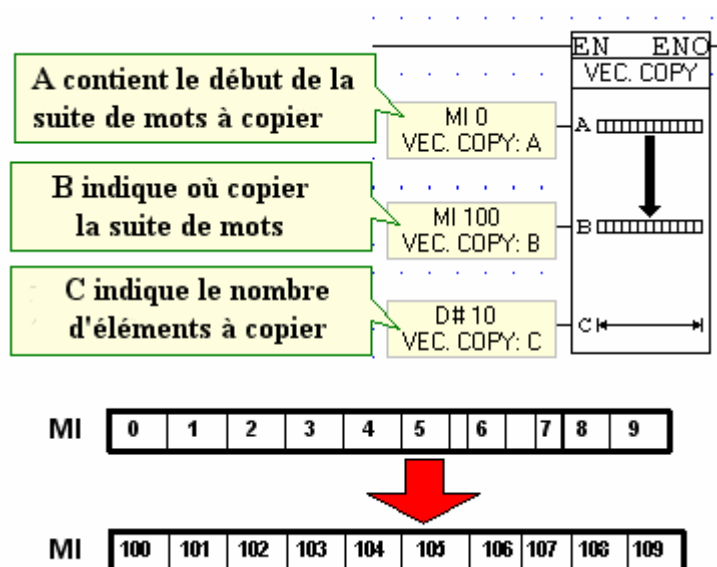 EN ENO
VEC. COPY
A contient le début de la
suite de mots à copier
MI 0
VEC. COPY: A
A
B indique où copier
la suite de mots
MI 100
VEC. COPY: B
B
C indique le nombre
d'éléments à copier
D# 10
VEC. COPY: C
C
MI 0 1 2 3 4 5 6 7 8 9
MI 100 101 102 103 104 105 106 107 108 109